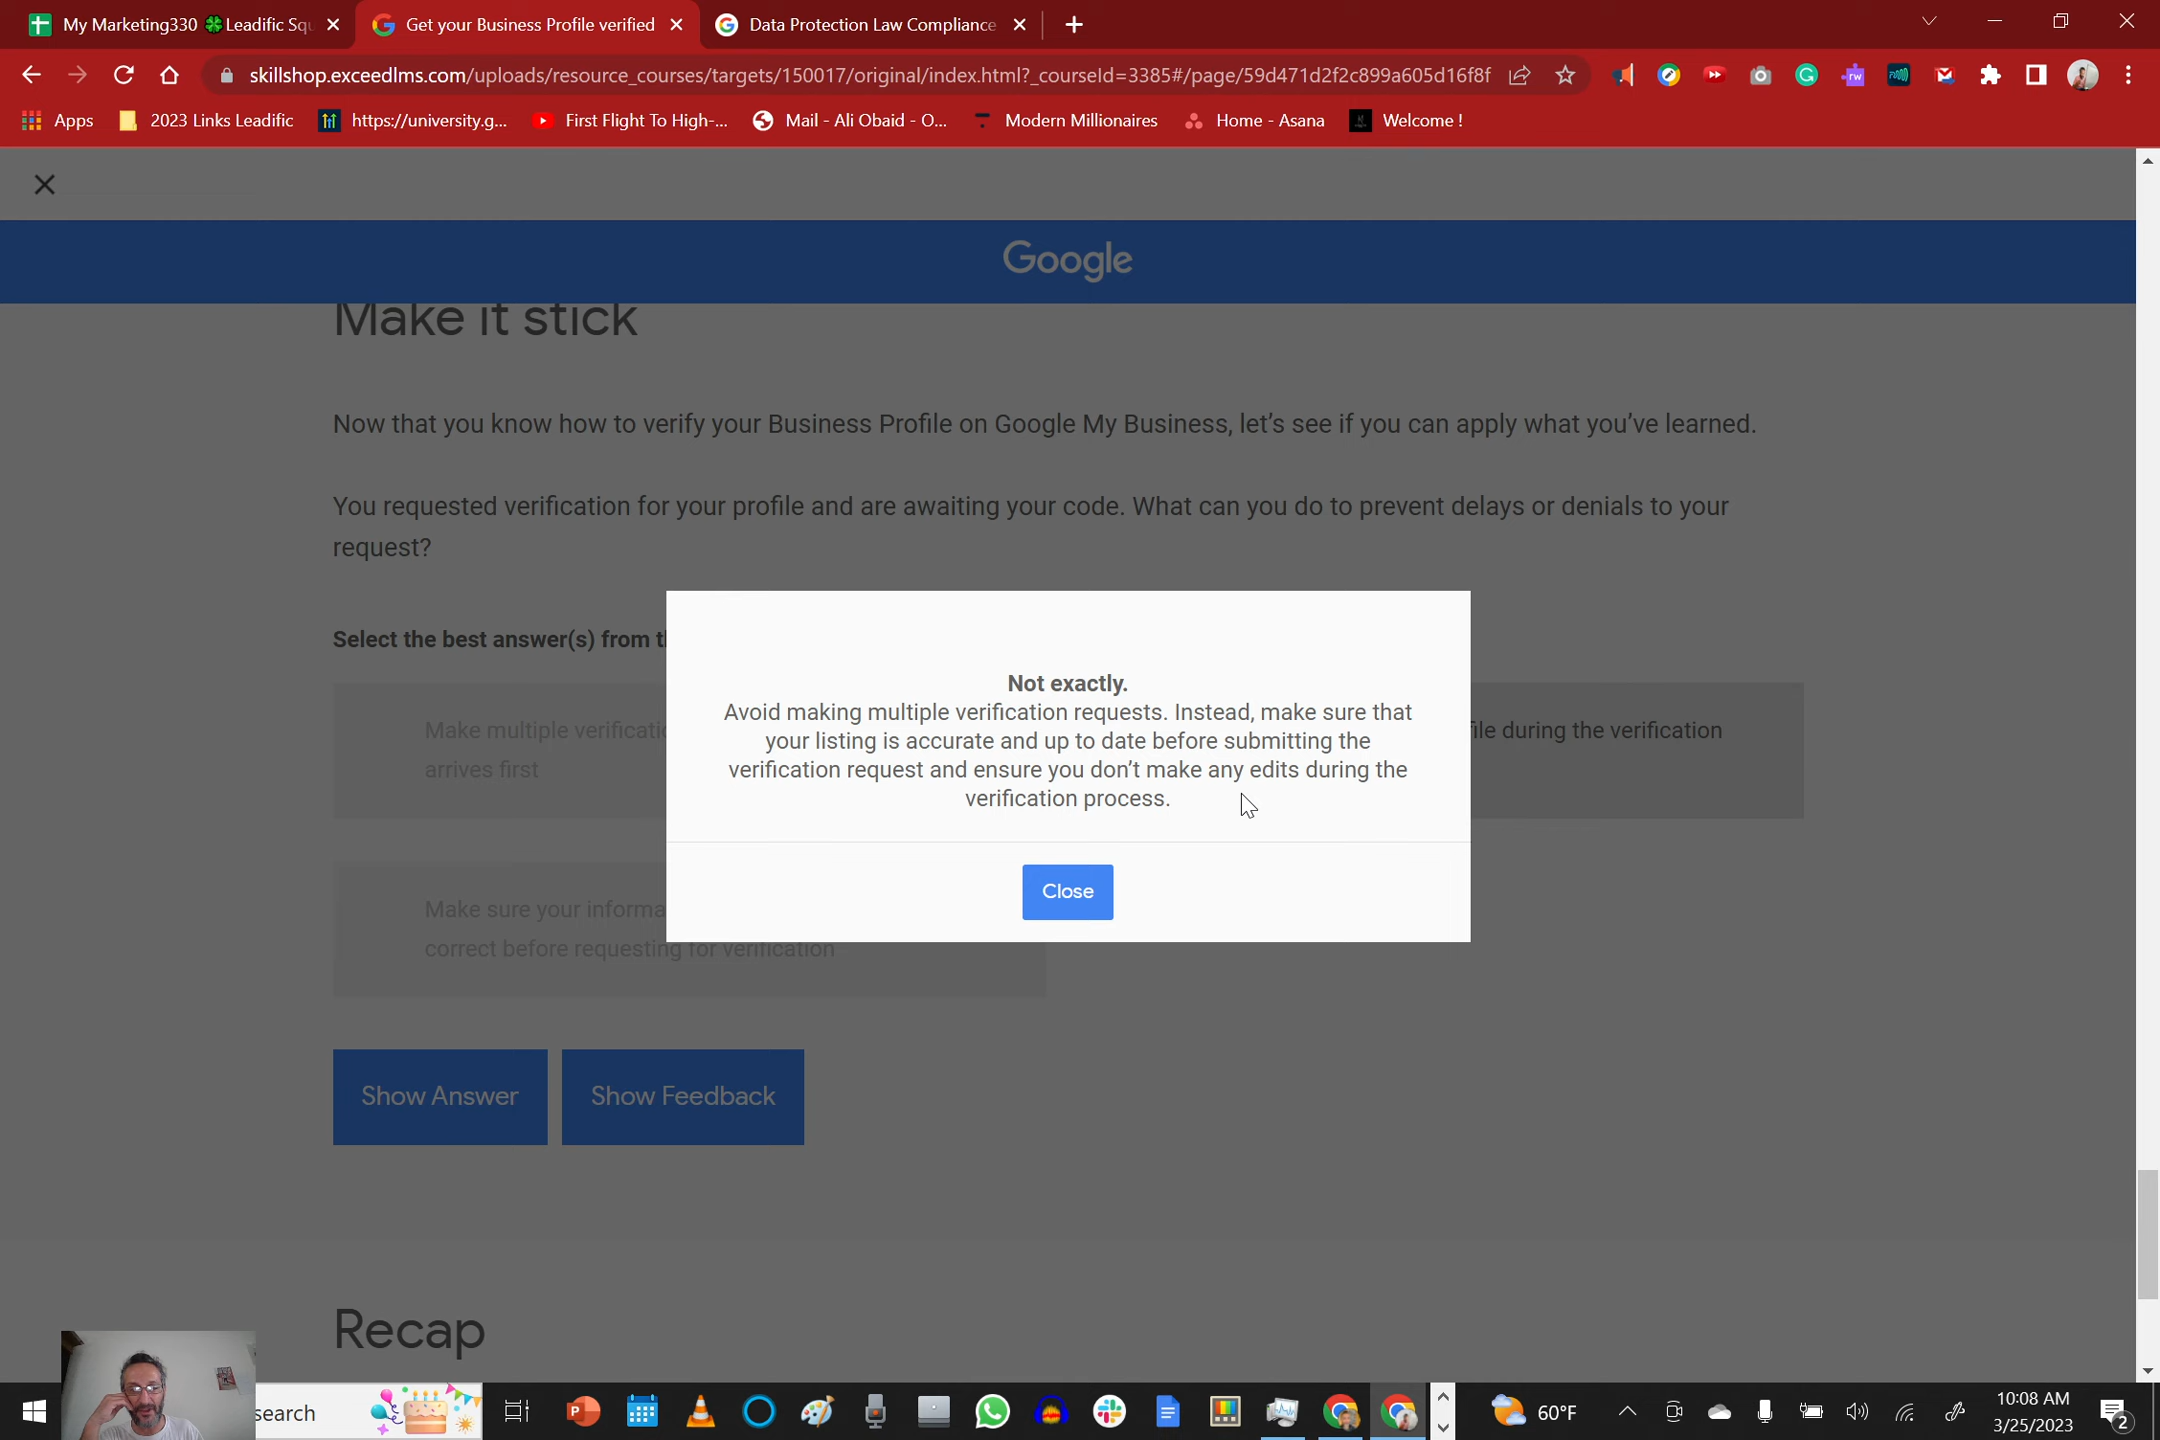 My Marketing330 🍀Leadific Squ
Get your Business Profile verified
Data Protection Law Compliance
skillshop.exceedlms.com/uploads/resource_courses/targets/150017/original/index.html?_courseId=3385#/page/59d471d2f2c899a605d16f8f
Apps
2023 Links Leadific
https://university.g...
First Flight To High-...
Mail - Ali Obaid - O...
Modern Millionaires
Home - Asana
Welcome !
Google
Make it stick
Now that you know how to verify your Business Profile on Google My Business, let's see if you can apply what you've learned.
You requested verification for your profile and are awaiting your code. What can you do to prevent delays or denials to your
request?
Select the best answer(s) from t
Make multiple verificatio
arrives first
ile during the verification
Make sure your informa
correct before requesting for verification
Not exactly.
Avoid making multiple verification requests. Instead, make sure that
your listing is accurate and up to date before submitting the
verification request and ensure you don't make any edits during the
verification process.
Close
Show Answer
Show Feedback
Recap
search
60°F
10:08 AM
3/25/2023
2